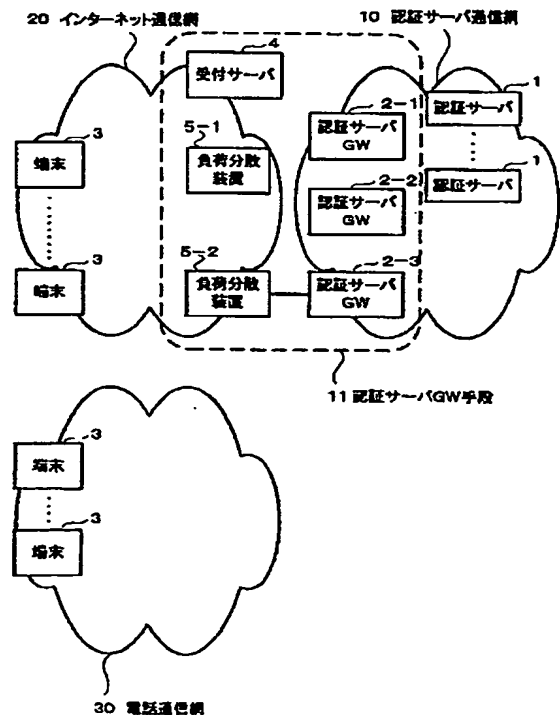 20 インターネット通信網
10 認証サーバ通信網
4
受付サーバ
1
認証サーバ
2-1
認証サーバ
GW
3
端末
5-1
負荷分散
装置
1
認証サーバ
2-2
認証サーバ
GW
3
端末
5-2
負荷分散
装置
2-3
認証サーバ
GW
11 認証サーバGW手段
3
端末
3
端末
30 電話通信網